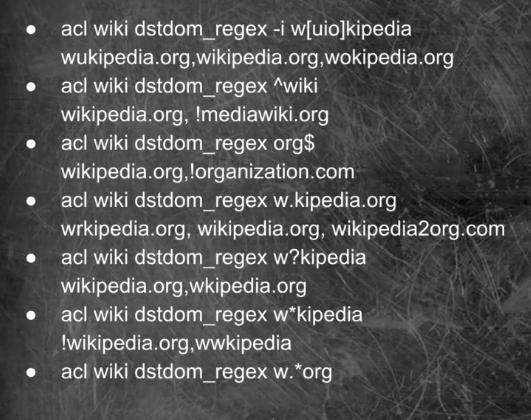 ● acl wiki dstdom_regex -i w[uio]kipedia
wukipedia.org,wikipedia.org,wokipedia.org
● acl wiki dstdom_regex ^wiki
wikipedia.org, !mediawiki.org
● acl wiki dstdom_regex org$
wikipedia.org,!organization.com
● acl wiki dstdom_regex w.kipedia.org
wrkipedia.org, wikipedia.org, wikipedia2org.com
● acl wiki dstdom_regex w?kipedia
wikipedia.org,wkipedia.org
● acl wiki dstdom_regex w*kipedia
!wikipedia.org,wwkipedia
● acl wiki dstdom_regex w.*org